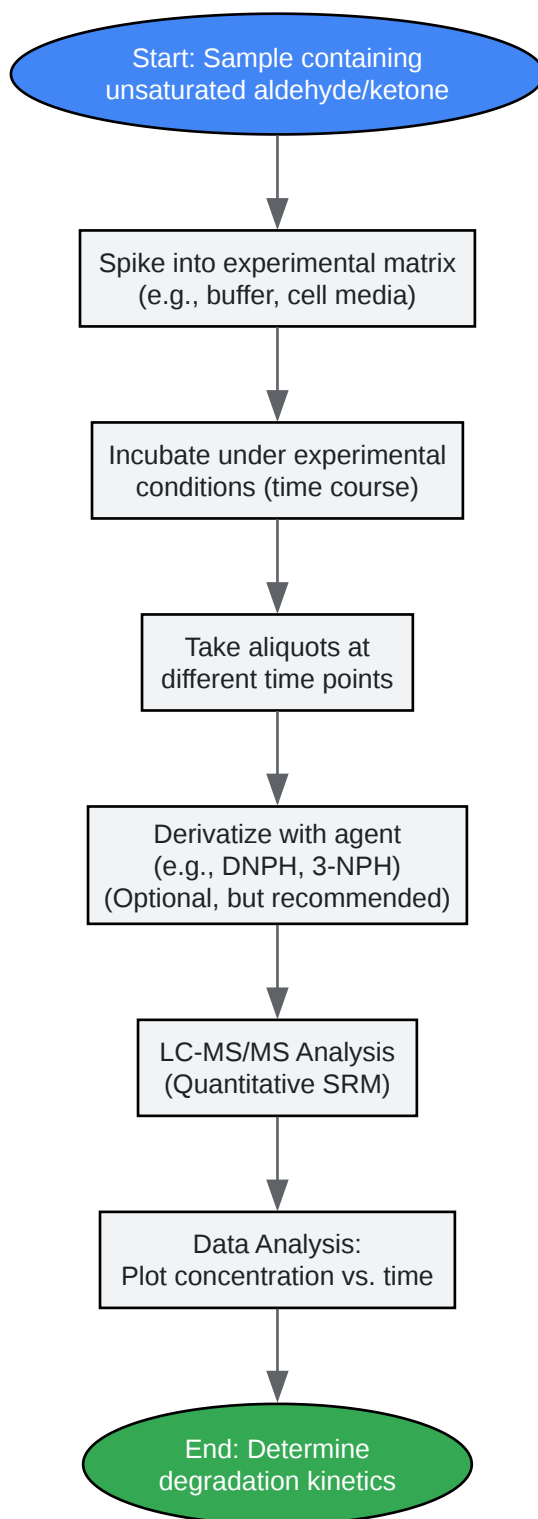 Start: Sample containing
unsaturated aldehyde/ketone
Spike into experimental matrix
(e.g., buffer, cell media)
Incubate under experimental
conditions (time course)
Take aliquots at
different time points
Derivatize with agent
(e.g., DNPH, 3-NPH)
(Optional, but recommended)
LC-MS/MS Analysis
(Quantitative SRM)
Data Analysis:
Plot concentration vs. time
End: Determine
degradation kinetics